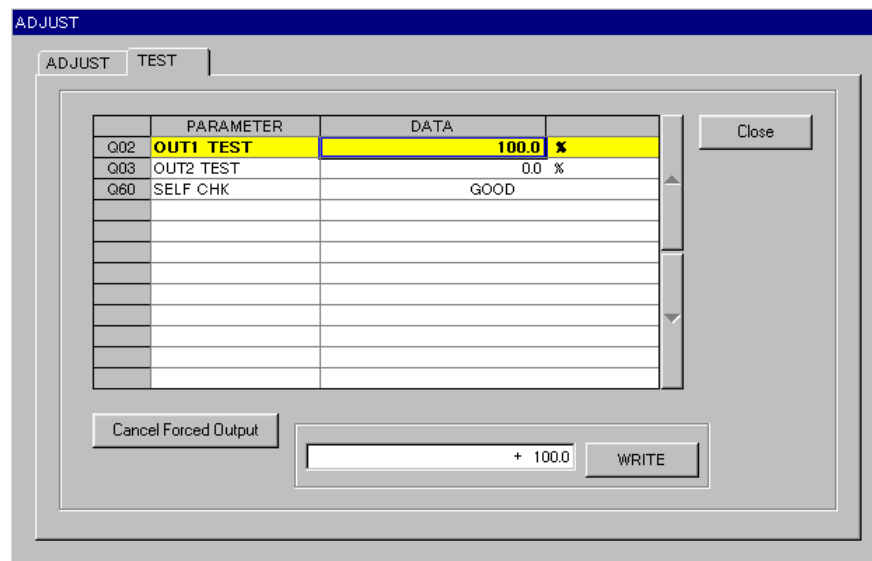 ADJUST
ADJUST TEST
PARAMETER DATA
Close
Q02 OUT1 TEST 100.0 %
Q03 OUT2 TEST 0.0 %
Q60 SELF CHK GOOD
Cancel Forced Output
+ 100.0 WRITE